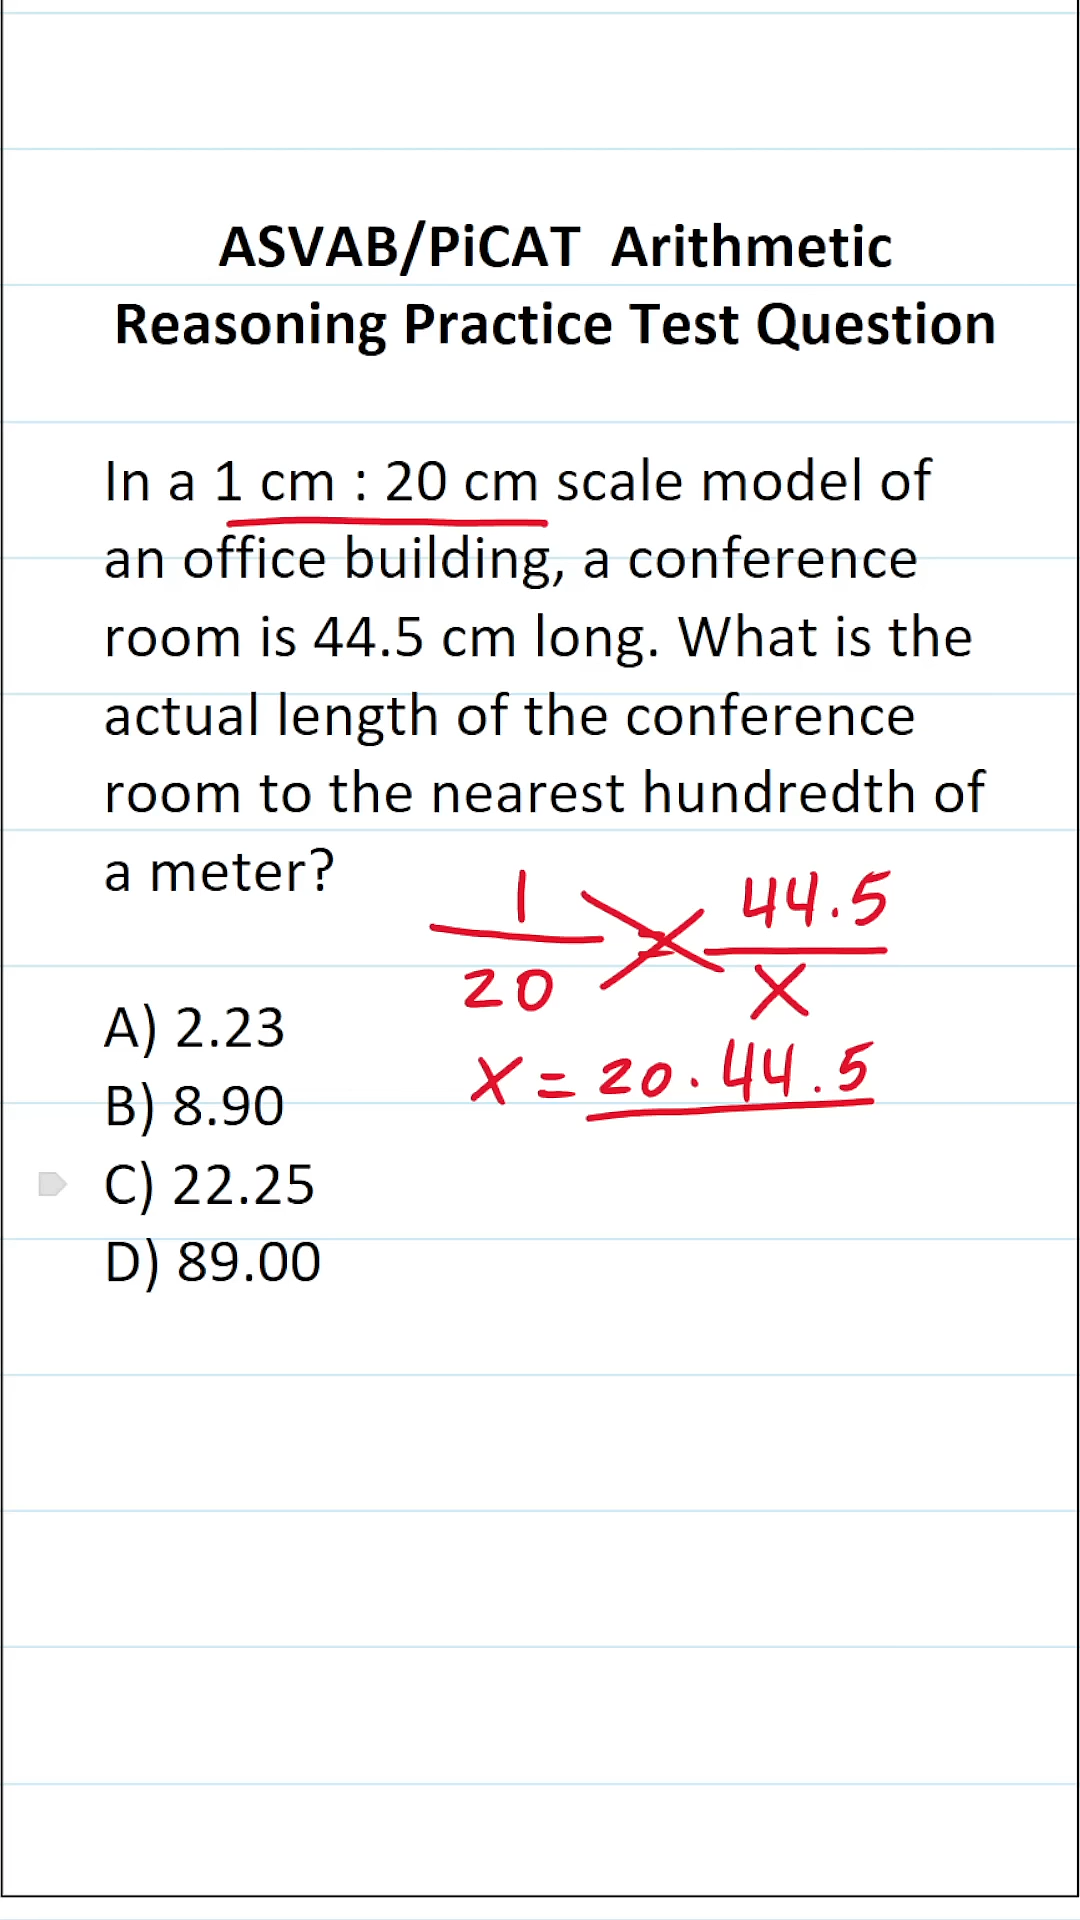 ASVAB/PiCAT Arithmetic
Reasoning Practice Test Question
In a 1 cm : 20 cm scale model of
an office building, a conference
room is 44.5 cm long. What is the
actual length of the conference
room to the nearest hundredth of
a meter?
1/20 = 44.5/x
x = 20 · 44.5
A) 2.23
B) 8.90
C) 22.25
D) 89.00